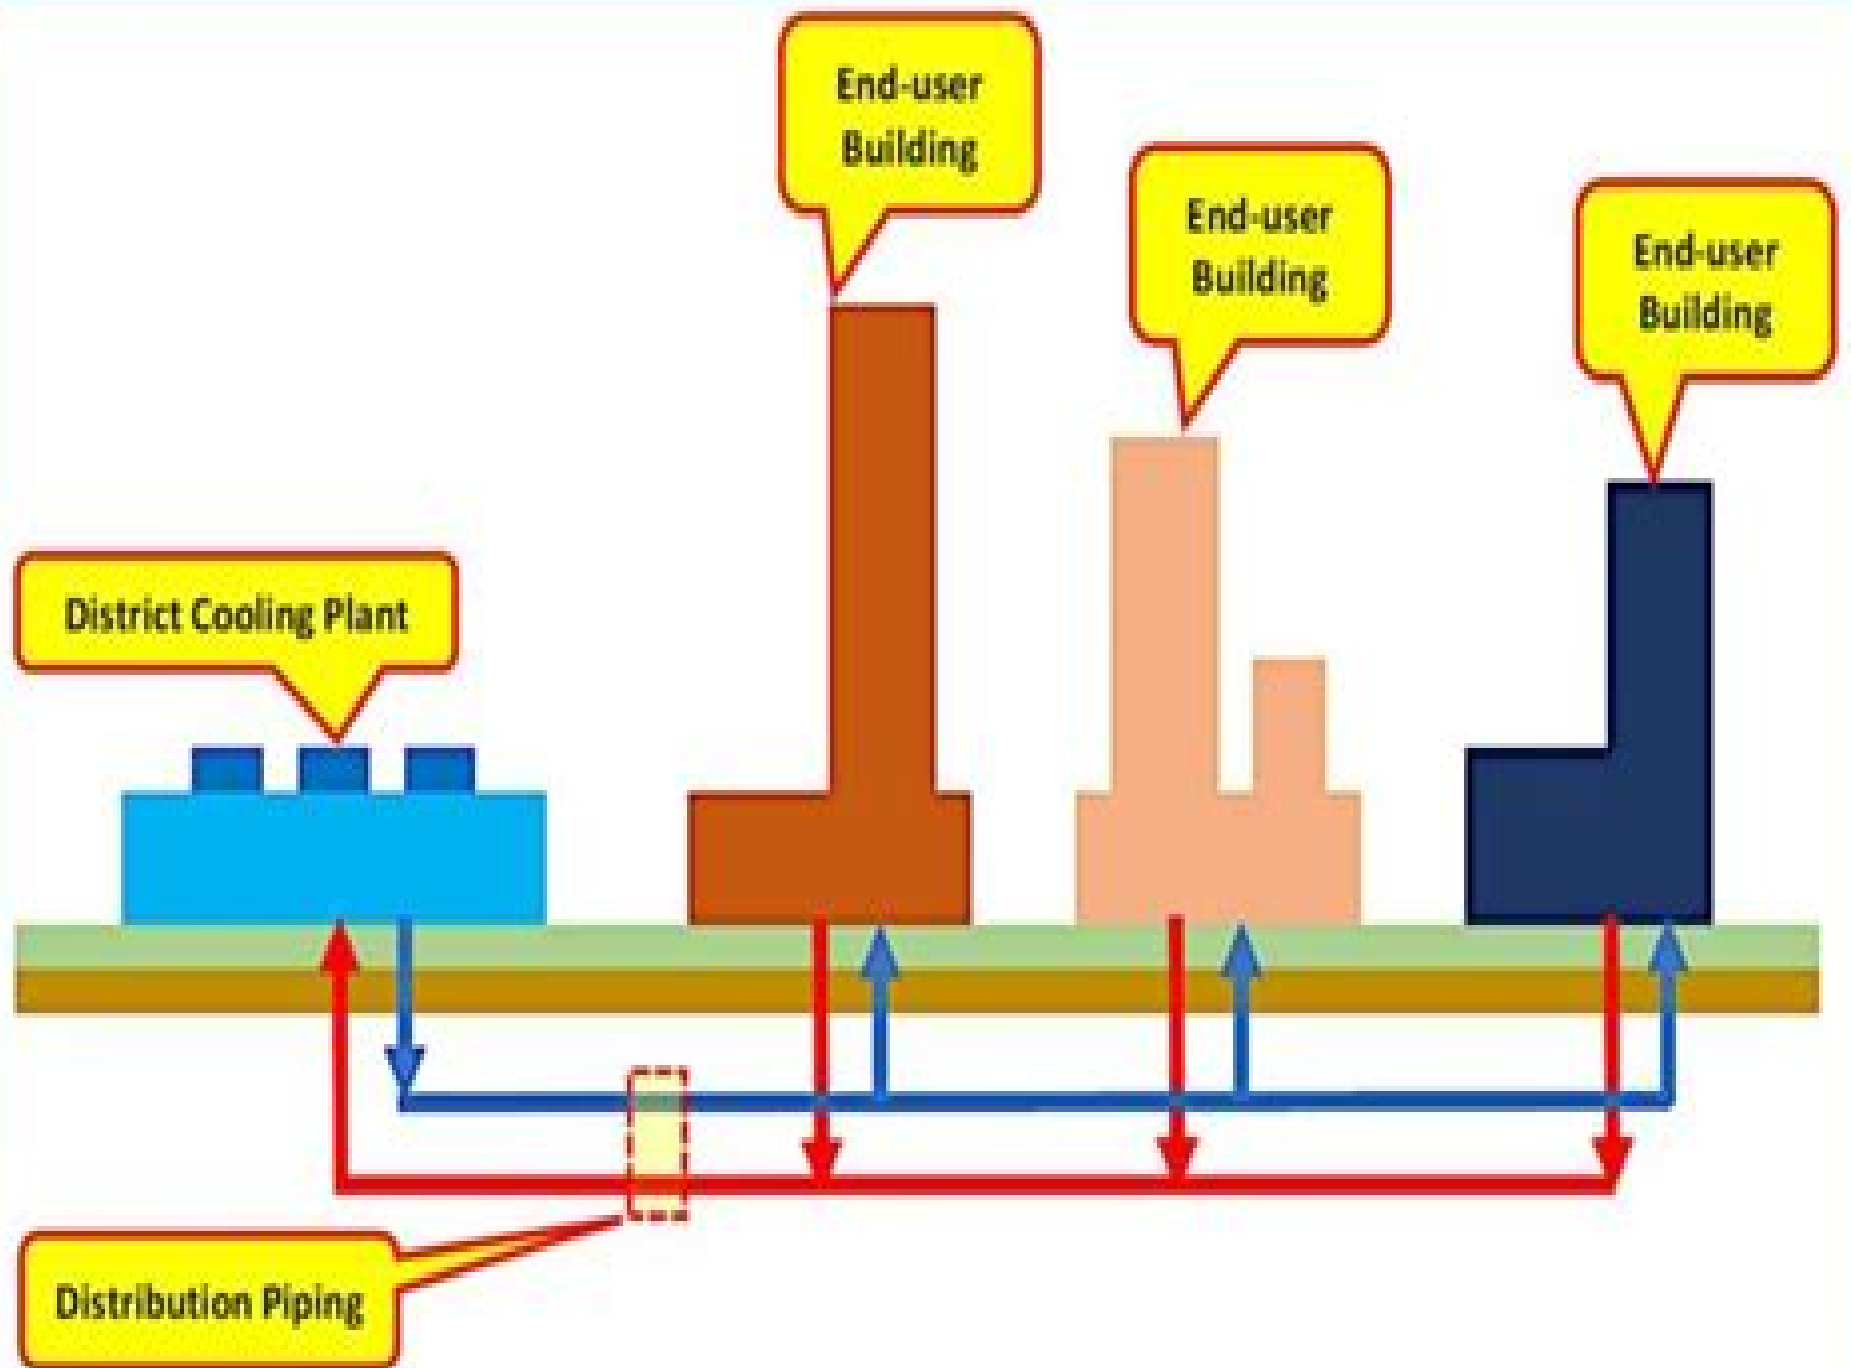 End-user
Building
End-user
Building
End-user
Building
District Cooling Plant
Distribution Piping